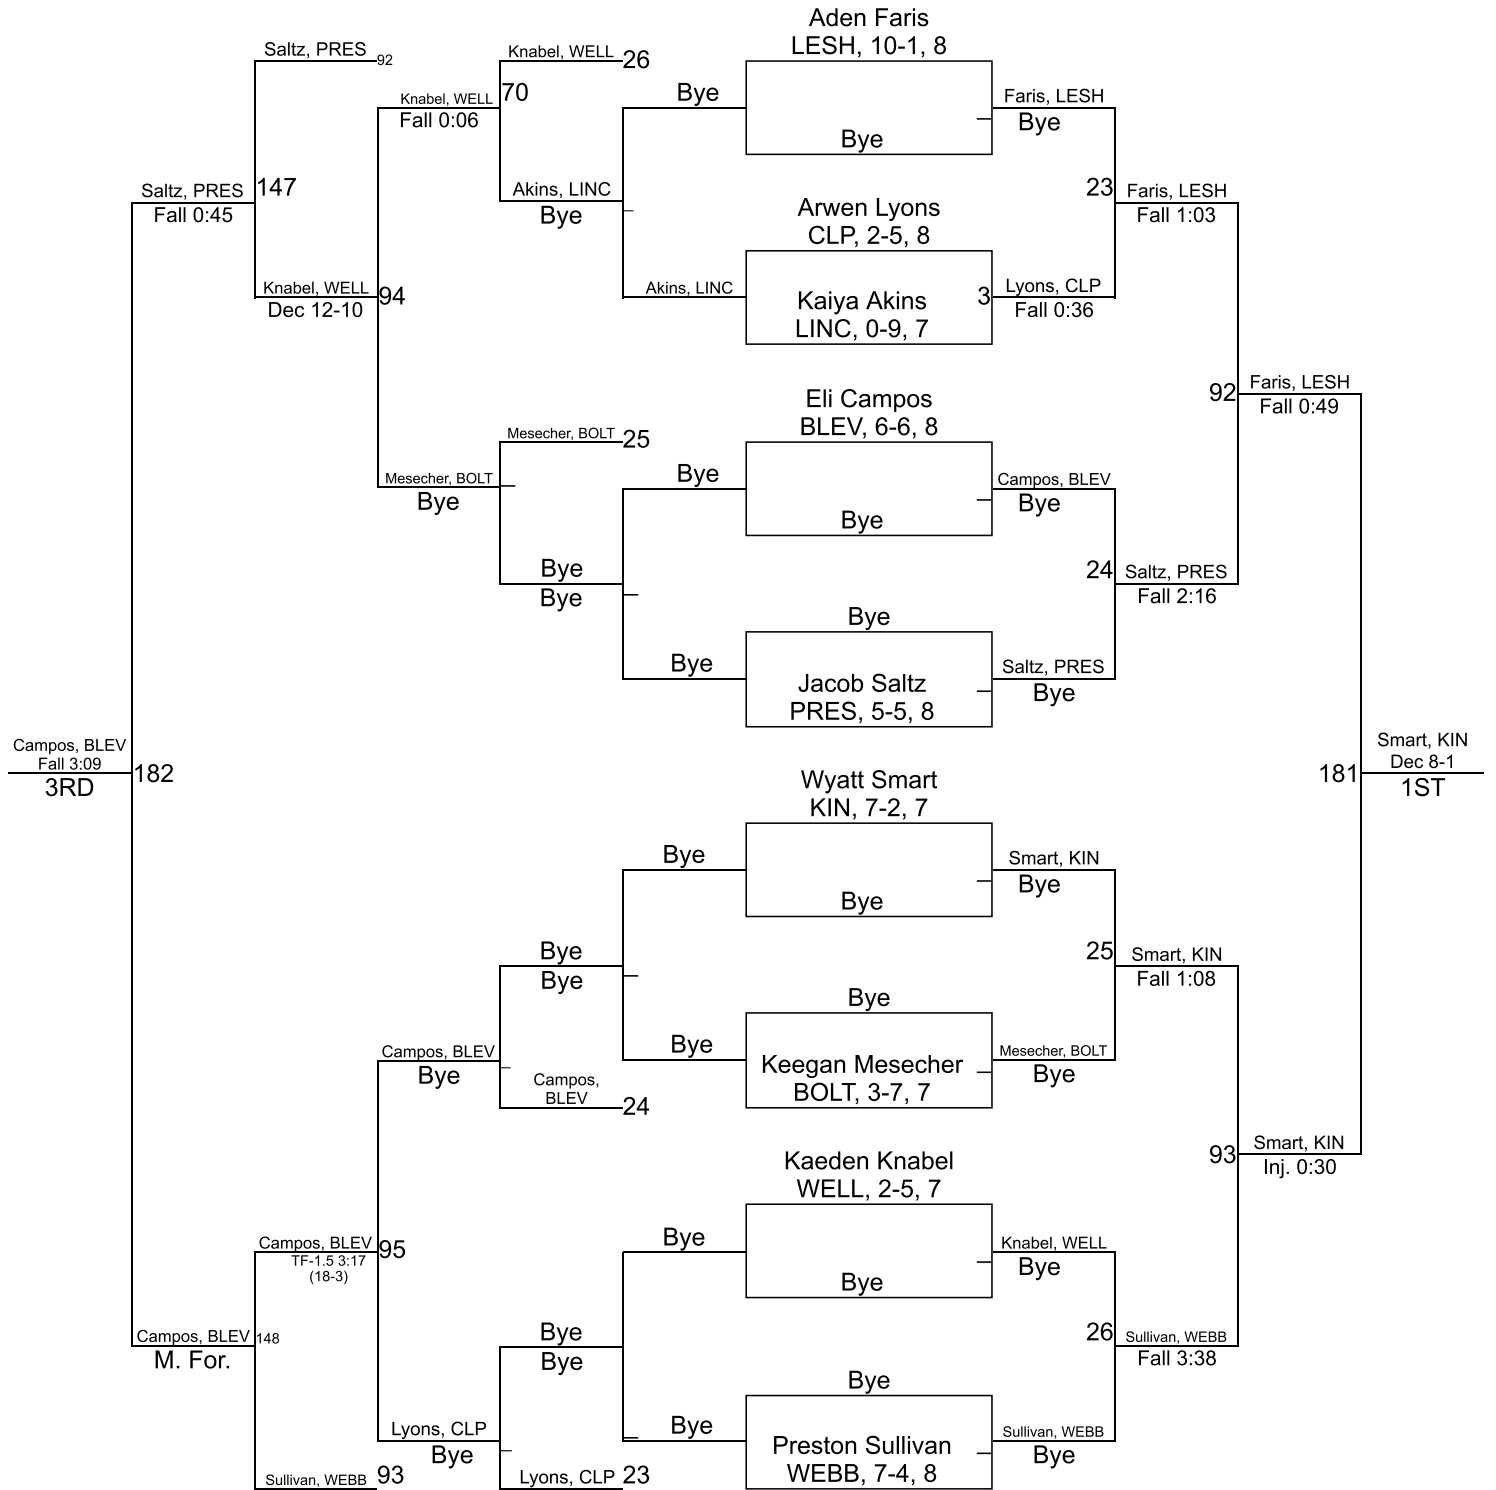 Aden Faris
LESH, 10-1, 8
Saltz, PRES
92
Knabel, WELL
26
Knabel, WELL
70
Fall 0:06
Bye
Bye
Faris, LESH
Bye
Saltz, PRES
147
Fall 0:45
Akins, LINC
Bye
Arwen Lyons
CLP, 2-5, 8
23
Faris, LESH
Fall 1:03
Knabel, WELL
94
Dec 12-10
Akins, LINC
Kaiya Akins
LINC, 0-9, 7
3
Lyons, CLP
Fall 0:36
Eli Campos
BLEV, 6-6, 8
92
Faris, LESH
Fall 0:49
Mesecher, BOLT
25
Mesecher, BOLT
Bye
Bye
Bye
Campos, BLEV
Bye
Bye
Bye
24
Saltz, PRES
Fall 2:16
Bye
Bye
Jacob Saltz
PRES, 5-5, 8
Saltz, PRES
Bye
Campos, BLEV
Fall 3:09
3RD
182
Wyatt Smart
KIN, 7-2, 7
181
Smart, KIN
Dec 8-1
1ST
Bye
Bye
Smart, KIN
Bye
Bye
Bye
25
Smart, KIN
Fall 1:08
Bye
Campos, BLEV
Bye
Campos,
BLEV
24
Bye
Keegan Mesecher
BOLT, 3-7, 7
Mesecher, BOLT
Bye
Kaeden Knabel
WELL, 2-5, 7
93
Smart, KIN
Inj. 0:30
Campos, BLEV
95
TF-1.5 3:17
(18-3)
Bye
Bye
Knabel, WELL
Bye
Campos, BLEV
148
M. For.
Bye
Bye
26
Sullivan, WEBB
Fall 3:38
Bye
Lyons, CLP
Bye
Bye
Preston Sullivan
WEBB, 7-4, 8
Sullivan, WEBB
Bye
Sullivan, WEBB
93
Lyons, CLP
23